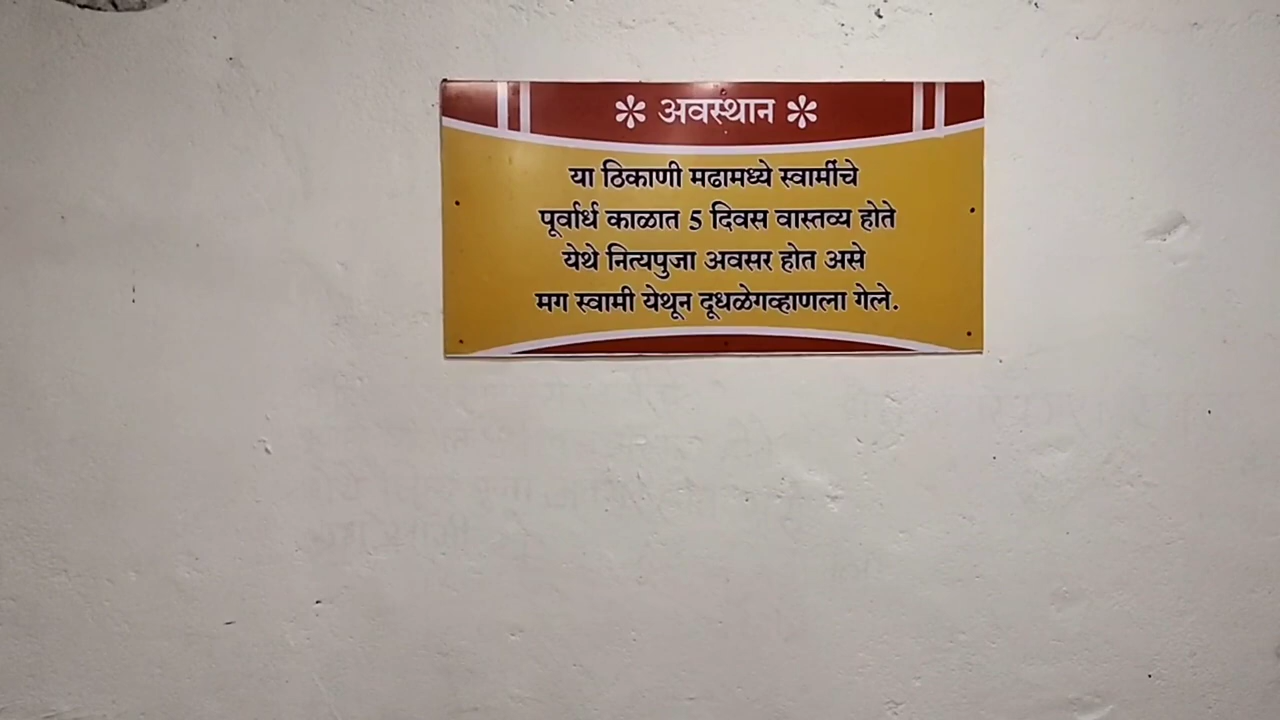 ❇ अवस्थान ❇
या ठिकाणी मढामध्ये स्वामींचे
पूर्वार्ध काळात 5 दिवस वास्तव्य होते
येथे नित्यपुजा अवसर होत असे
मग स्वामी येथून दूधळेगव्हाणला गेले.